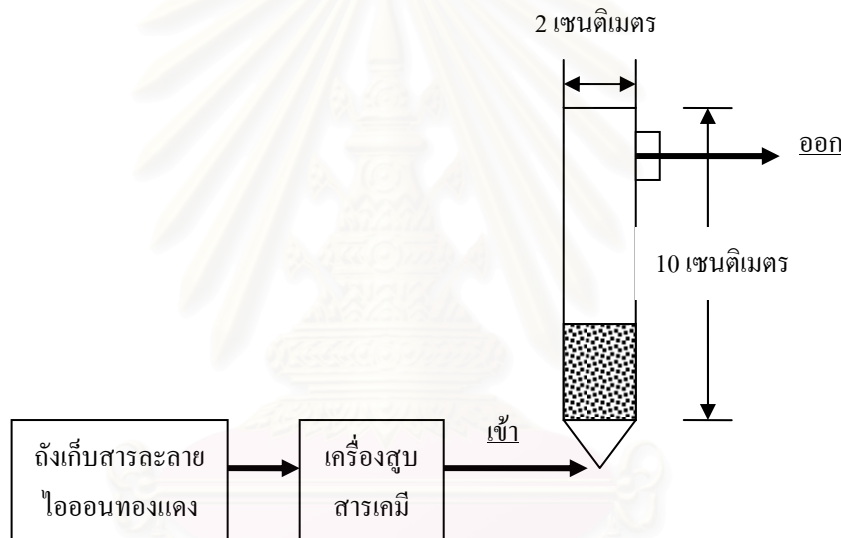 2 เซนติเมตร
ออก
10 เซนติเมตร
เข้า
ถังเก็บสารละลาย
ไอออนทองแดง
เครื่องสูบ
สารเคมี